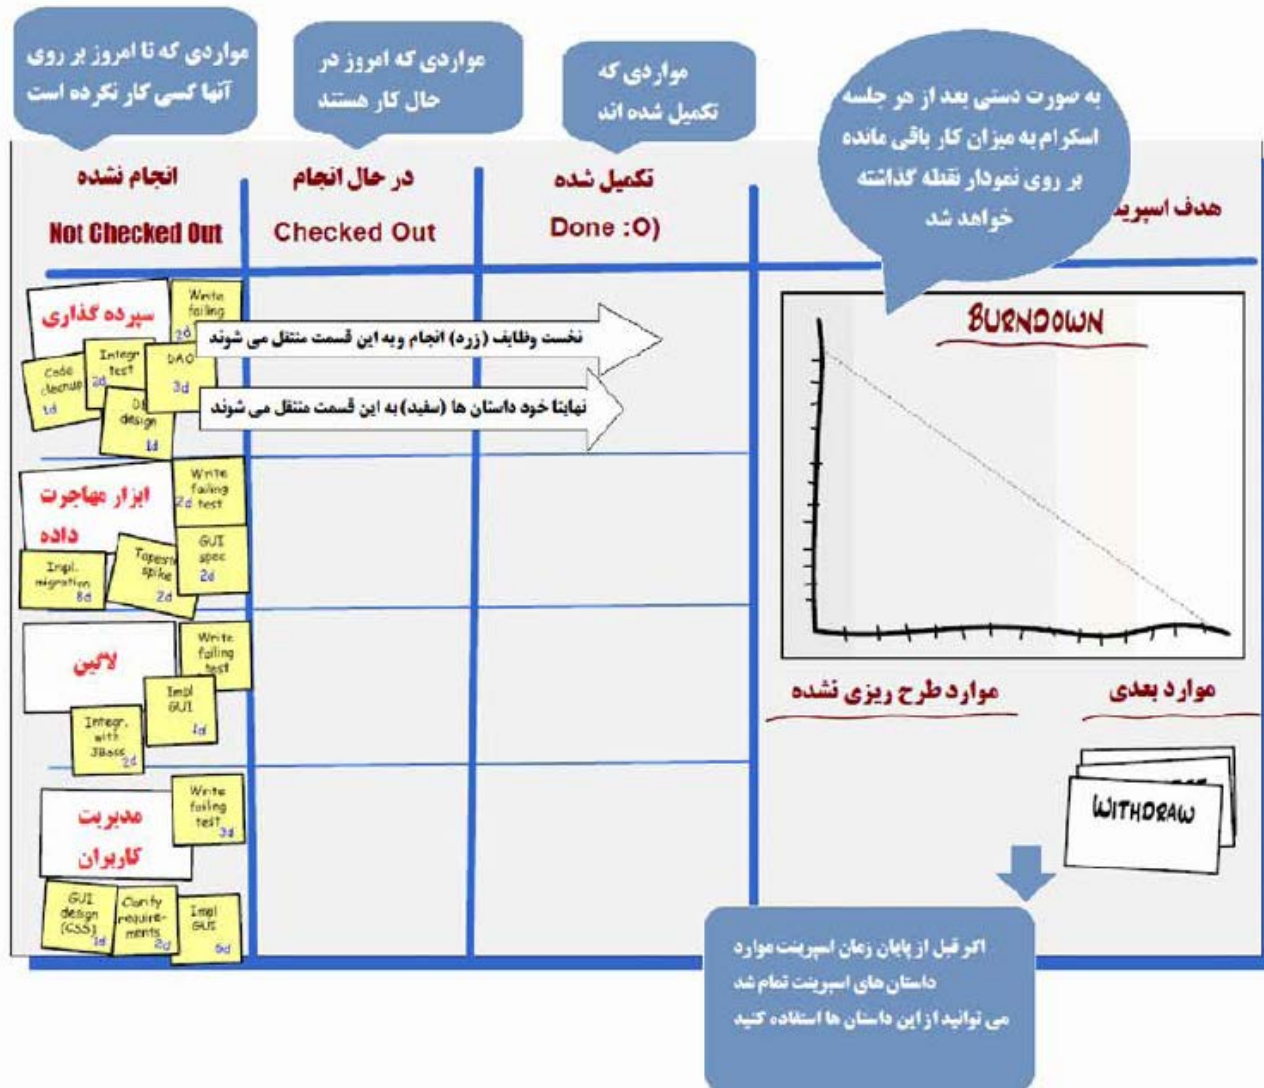 مواردی که تا امروز بر روی
آنها کسی کار نکرده است
مواردی که امروز در
حال کار هستند
مواردی که
تکمیل شده اند
به صورت دستی بعد از هر جلسه
اسکرام به میزان کار باقی مانده
بر روی نمودار نقطه گذاشته
خواهد شد
انجام نشده
Not Checked Out
در حال انجام
Checked Out
تکمیل شده
Done :O)
هدف اسپرین
سپرده گذاری
Write
failing
2d
Code
cleanup
1d
Integr
test
2d
DAO
3d
DB
design
1d
نخست وظایف (زرد) انجام وبه این قسمت منتقل می شوند
نهایتا خود داستان ها (سفید) به این قسمت منتقل می شوند
ابزار مهاجرت
داده
Write
failing
test
2d
GUI
spec
2d
Tapestr
spike
2d
Impl.
migration
8d
لاگین
Write
failing
test
Impl
GUI
1d
Integr.
with
JBoss
2d
مدیریت
کاربران
Write
failing
test
3d
GUI
design
(CSS)
1d
Clarify
require-
ments
2d
Impl
GUI
6d
BURNDOWN
موارد طرح ریزی نشده
موارد بعدی
WITHDRAW
اکر قبل از پایان زمان اسپرینت موارد
داستان های اسپرینت تمام شد
می توانید از این داستان ها استفاده کنید